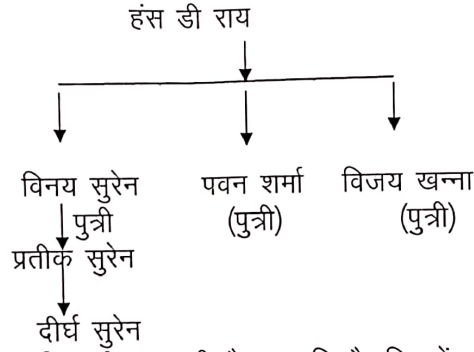 हंस डी राय
विनय सुरेन पवन शर्मा विजय खन्ना
पुत्री (पुत्री) (पुत्री)
प्रतीक सुरेन
दीर्घ सुरेन